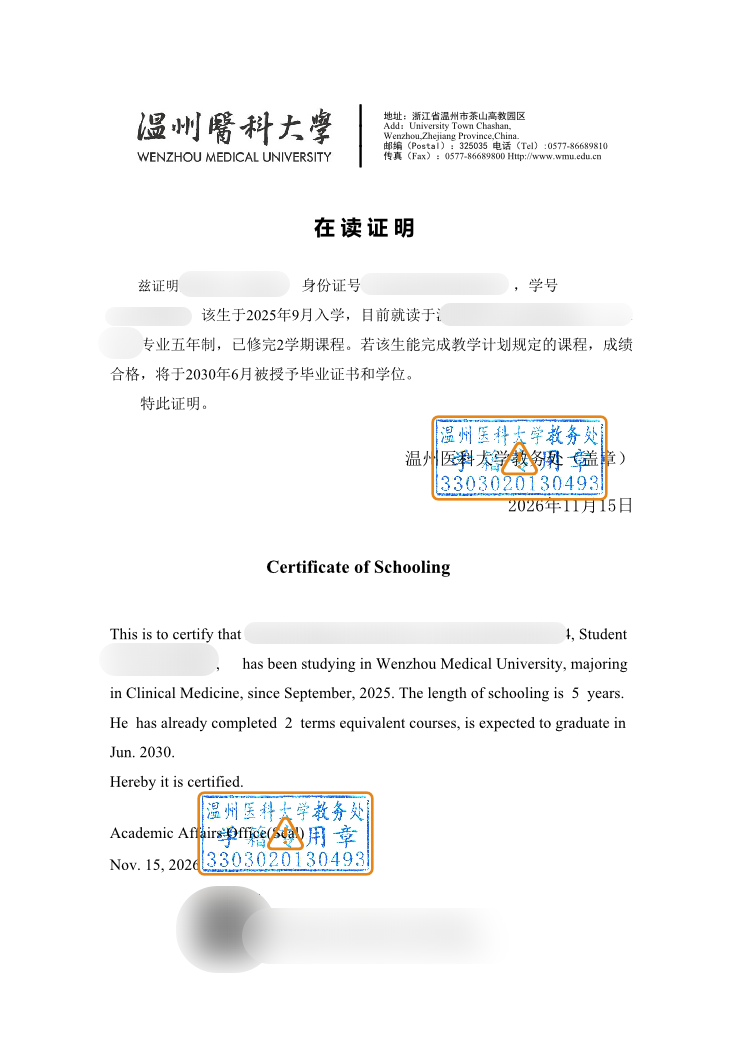 温州醫科大學
WENZHOU MEDICAL UNIVERSITY
地址：浙江省温州市茶山高教园区
Add：University Town Chashan,
Wenzhou,Zhejiang Province,China.
邮编（Postal）：325035 电话（Tel）:0577-86689810
传真（Fax）：0577-86689800 Http://www.wmu.edu.cn
在读证明
兹证明 身份证号 ，学号
该生于2025年9月入学，目前就读于
专业五年制，已修完2学期课程。若该生能完成教学计划规定的课程，成绩
合格，将于2030年6月被授予毕业证书和学位。
特此证明。
温州医科大学教务处
温州医科大学教务处（盖章）
学籍专用章
3303020130493
2026年11月15日
Certificate of Schooling
This is to certify that 4, Student
, has been studying in Wenzhou Medical University, majoring
in Clinical Medicine, since September, 2025. The length of schooling is 5 years.
He has already completed 2 terms equivalent courses, is expected to graduate in
Jun. 2030.
Hereby it is certified.
温州医科大学教务处
Academic Affairs Office(Seal)
学籍专用章
3303020130493
Nov. 15, 2026